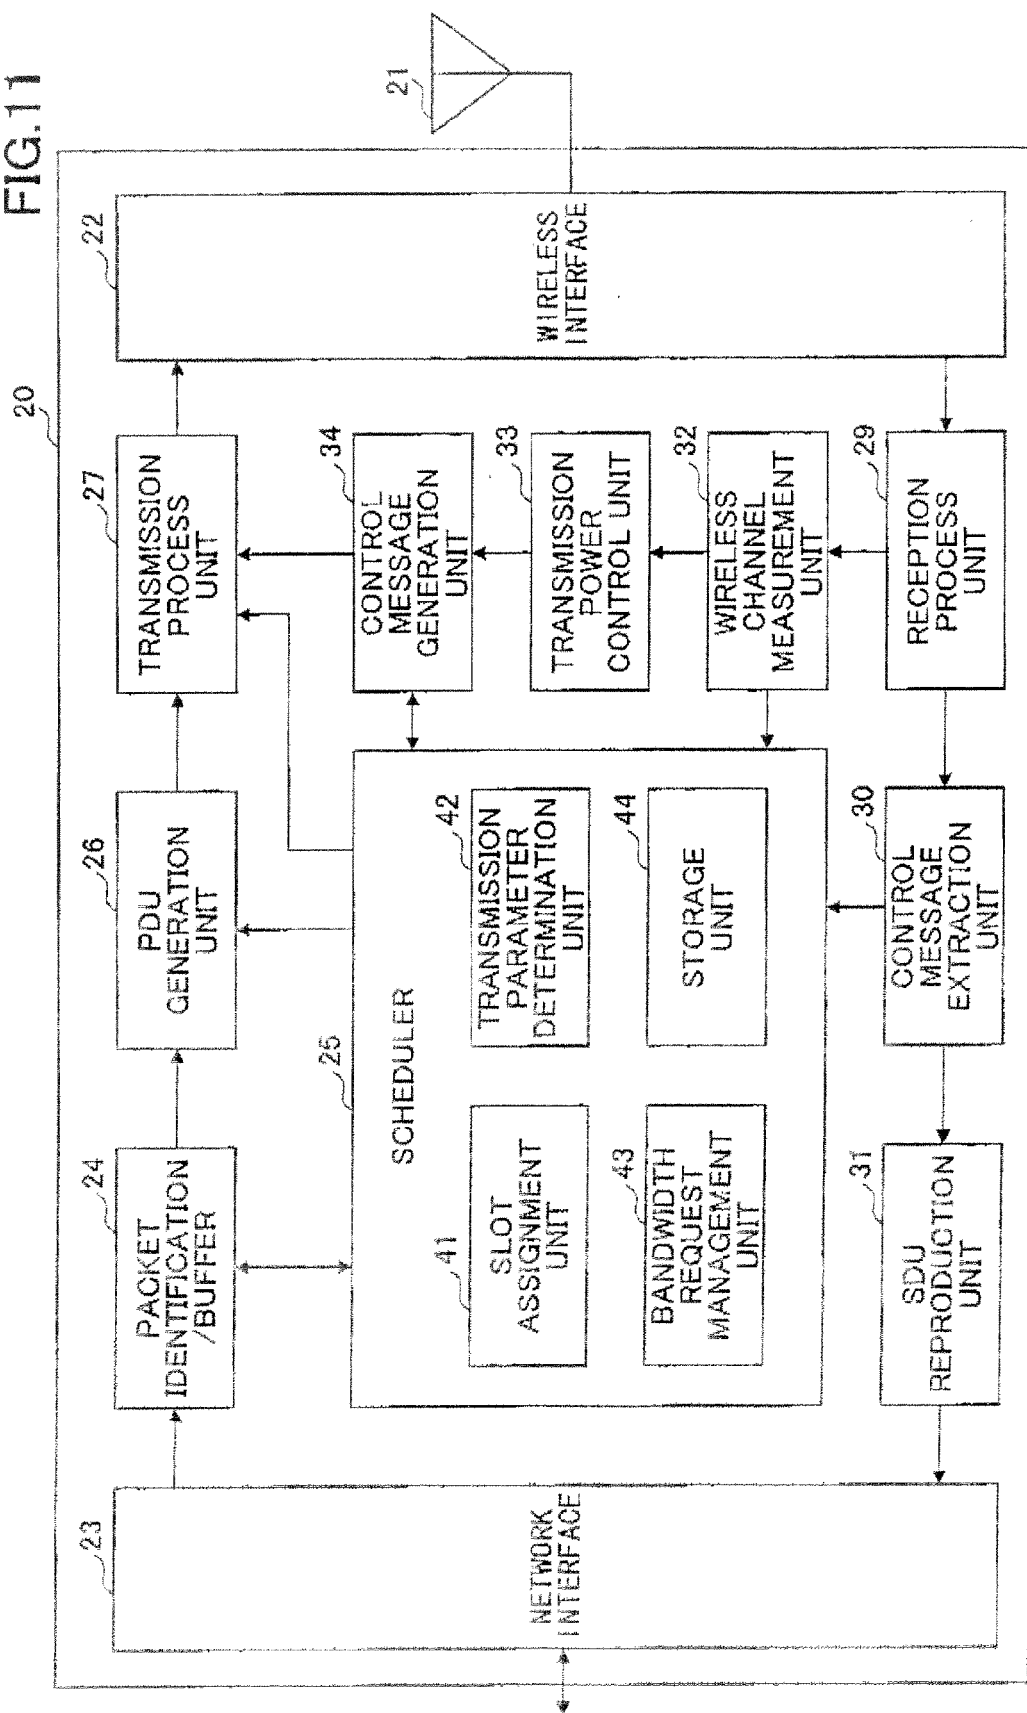 FIG.11
20
21
23
NETWORK
INTERFACE
24
PACKET
IDENTIFICATION
/BUFFER
26
PDU
GENERATION
UNIT
27
TRANSMISSION
PROCESS
UNIT
22
WIRELESS
INTERFACE
25
SCHEDULER
41
SLOT
ASSIGNMENT
UNIT
42
TRANSMISSION
PARAMETER
DETERMINATION
UNIT
43
BANDWIDTH
REQUEST
MANAGEMENT
UNIT
44
STORAGE
UNIT
34
CONTROL
MESSAGE
GENERATION
UNIT
33
TRANSMISSION
POWER
CONTROL UNIT
32
WIRELESS
CHANNEL
MEASUREMENT
UNIT
31
SDU
REPRODUCTION
UNIT
30
CONTROL
MESSAGE
EXTRACTION
UNIT
29
RECEPTION
PROCESS
UNIT